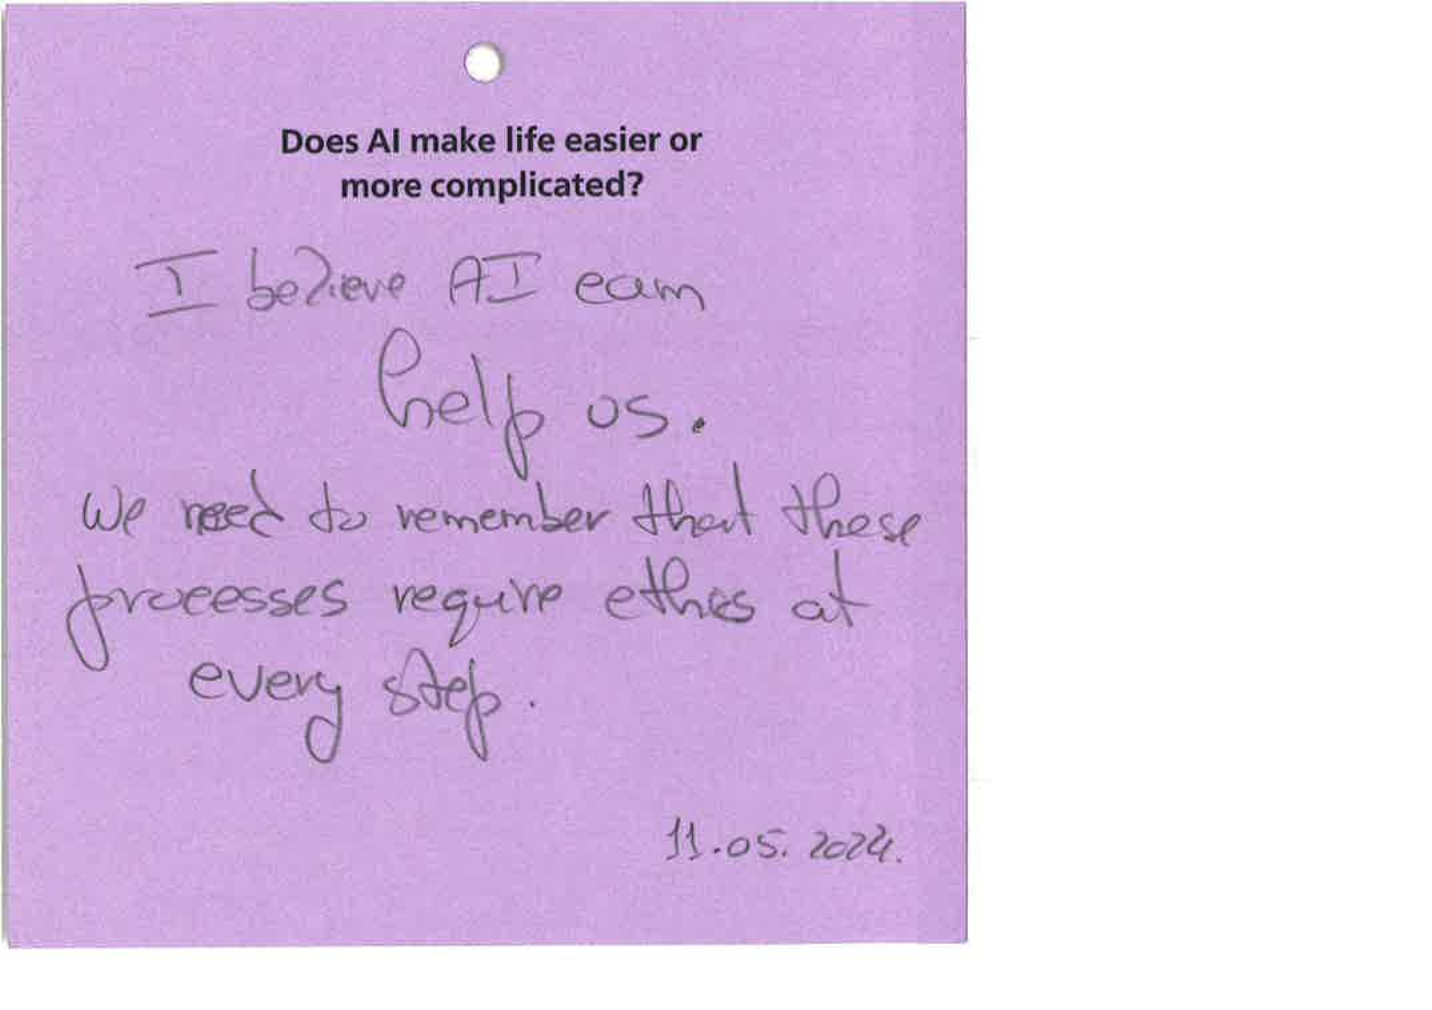 Does AI make life easier or
more complicated?
I believe AI can
help us.
We need to remember that these
processes require ethics at
every step.
11.05.2024.